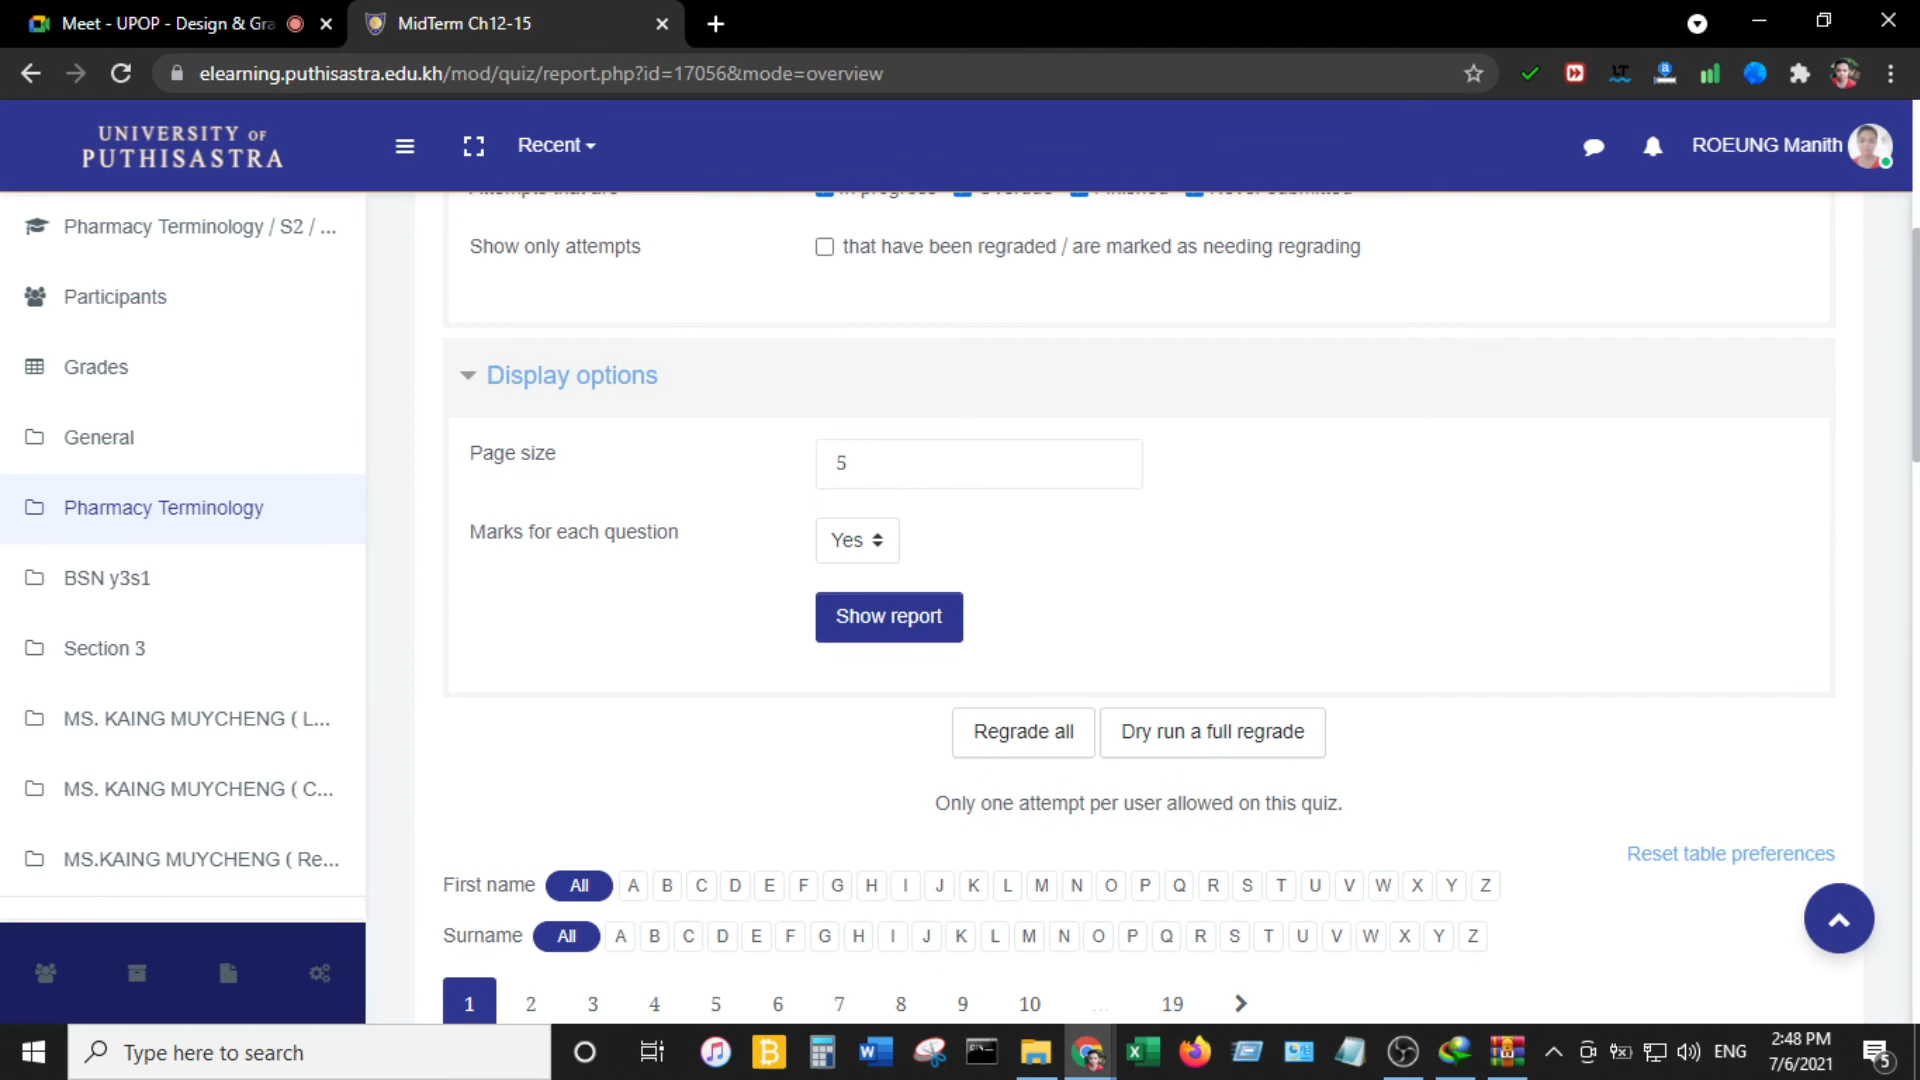 Meet - UPOP - Design & Gra
MidTerm Ch12-15
elearning.puthisastra.edu.kh/mod/quiz/report.php?id=17056&mode=overview
UNIVERSITY OF
PUTHISASTRA
Recent
ROEUNG Manith
Pharmacy Terminology / S2 / ...
Participants
Grades
General
Pharmacy Terminology
BSN y3s1
Section 3
MS. KAING MUYCHENG ( L...
MS. KAING MUYCHENG ( C...
MS.KAING MUYCHENG ( Re...
Show only attempts
that have been regraded / are marked as needing regrading
Display options
Page size
5
Marks for each question
Yes
Show report
Regrade all
Dry run a full regrade
Only one attempt per user allowed on this quiz.
Reset table preferences
First name All A B C D E F G H I J K L M N O P Q R S T U V W X Y Z
Surname All A B C D E F G H I J K L M N O P Q R S T U V W X Y Z
1 2 3 4 5 6 7 8 9 10 ... 19
Type here to search
ENG
2:48 PM
7/6/2021
5